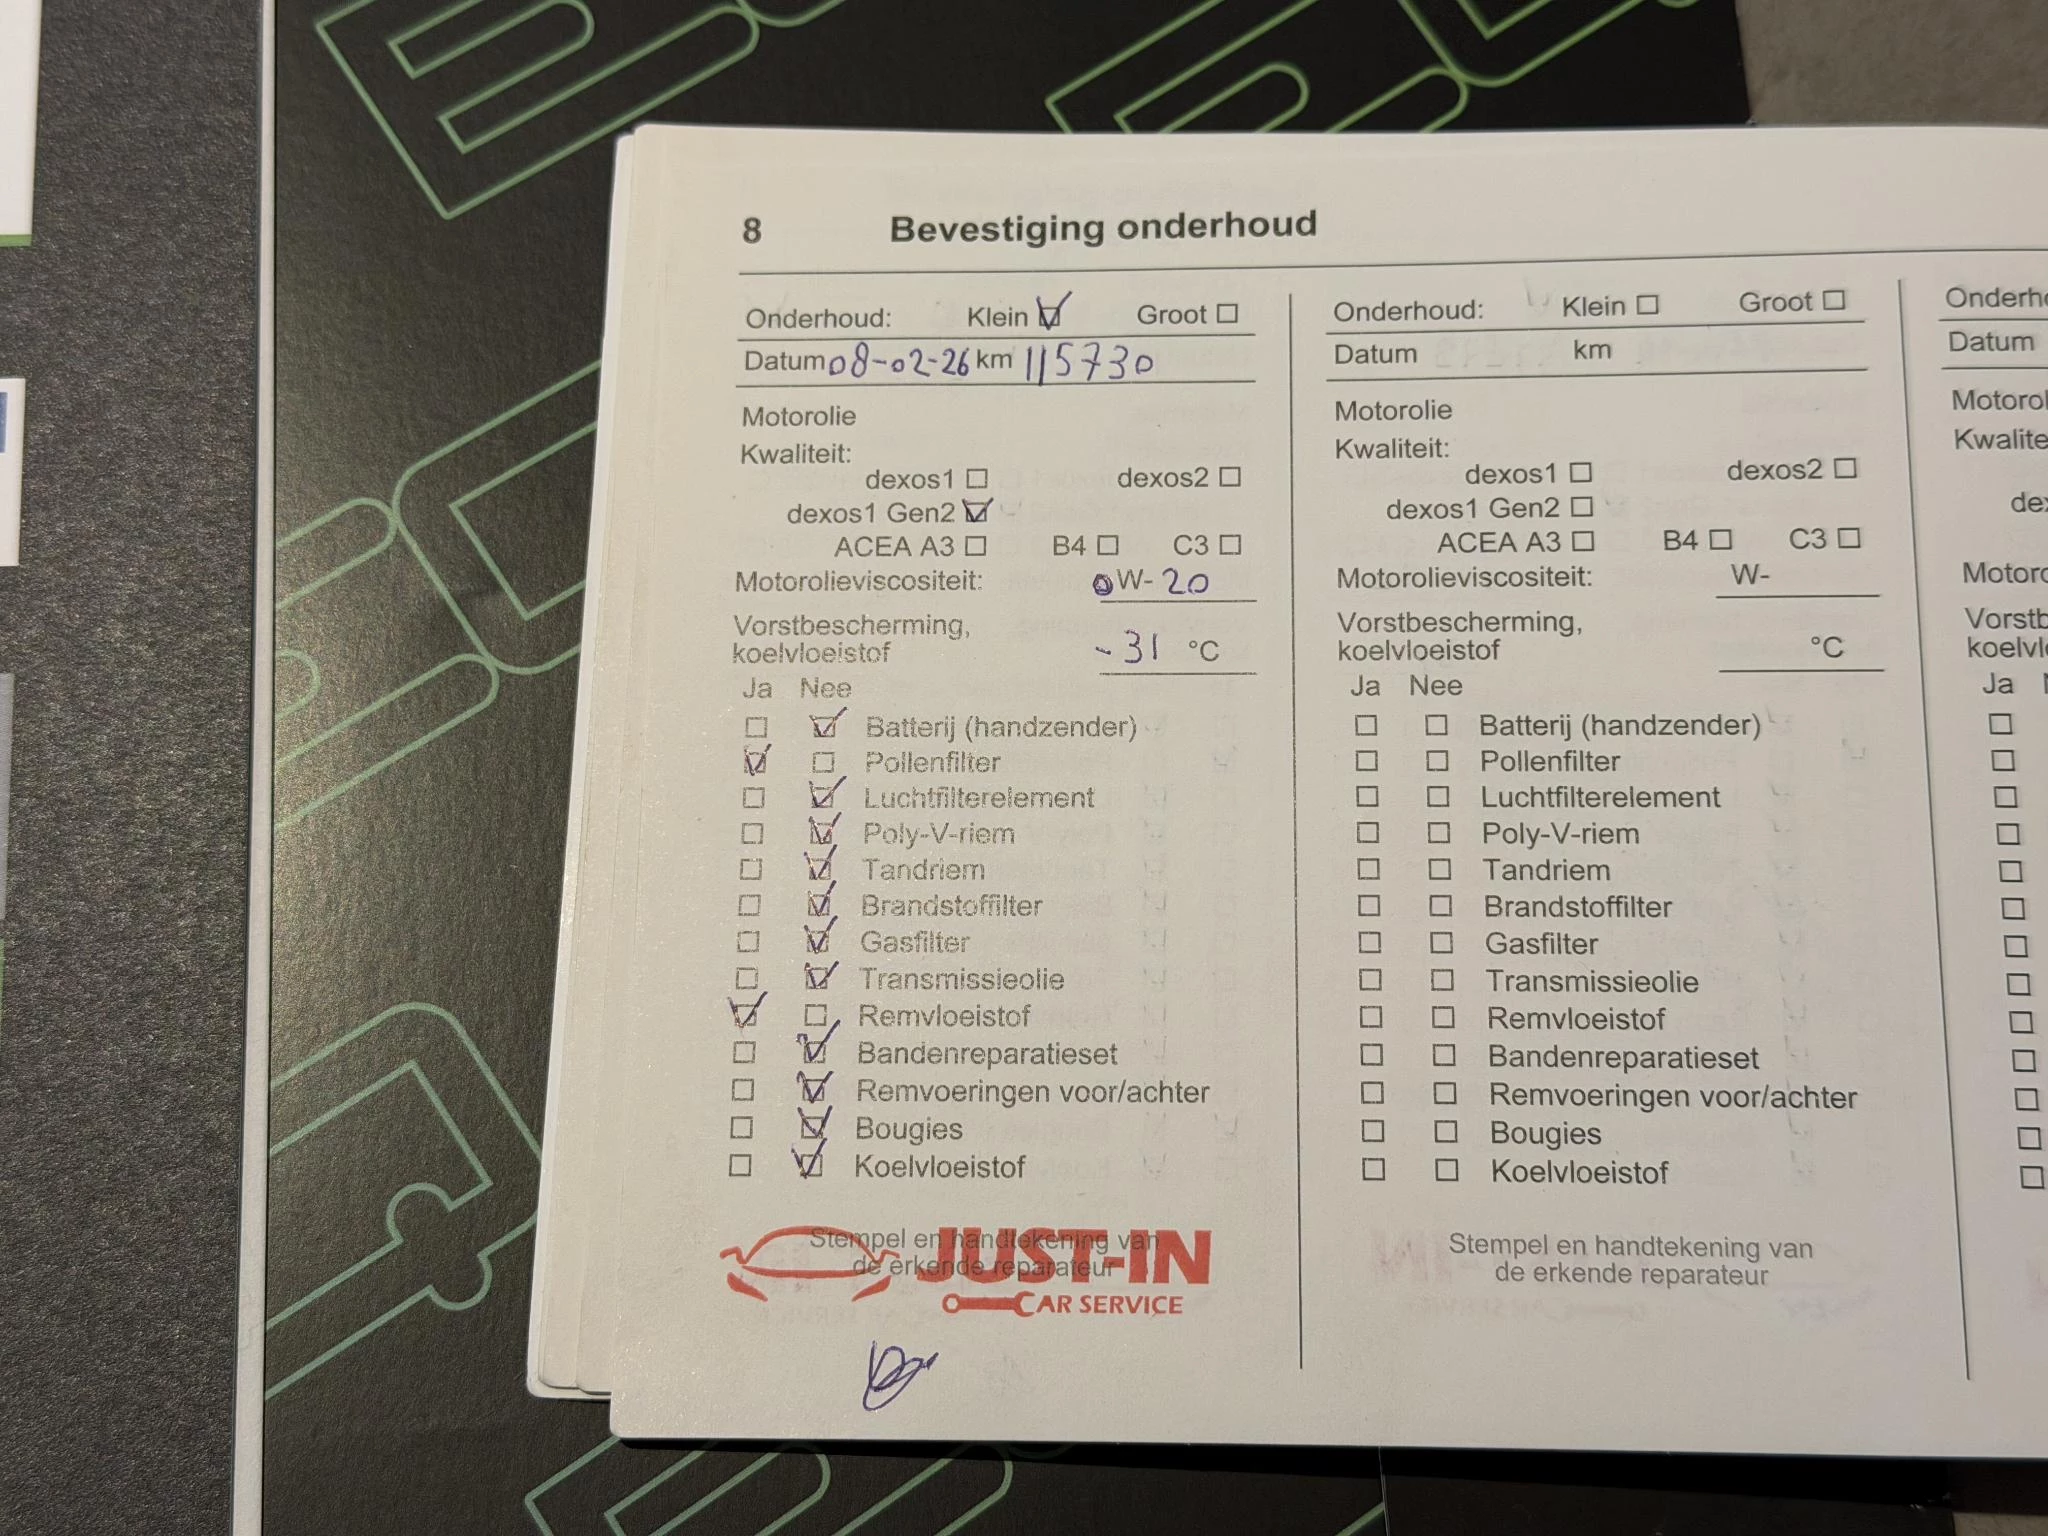 8 Bevestiging onderhoud
Onderhoud: Klein Groot
Datum 08-02-26 km 115730
Motorolie
Kwaliteit:
dexos1 dexos2
dexos1 Gen2
ACEA A3 B4 C3
Motorolieviscositeit: 0W-20
Vorstbescherming,
koelvloeistof -31 °C
Ja Nee
Batterij (handzender)
Pollenfilter
Luchtfilterelement
Poly-V-riem
Tandriem
Brandstoffilter
Gasfilter
Transmissieolie
Remvloeistof
Bandenreparatieset
Remvoeringen voor/achter
Bougies
Koelvloeistof
Stempel en handtekening van
de erkende reparateur
JUST-IN
CAR SERVICE
Onderhoud: Klein Groot
Datum km
Motorolie
Kwaliteit:
dexos1 dexos2
dexos1 Gen2
ACEA A3 B4 C3
Motorolieviscositeit: W-
Vorstbescherming,
koelvloeistof °C
Ja Nee
Batterij (handzender)
Pollenfilter
Luchtfilterelement
Poly-V-riem
Tandriem
Brandstoffilter
Gasfilter
Transmissieolie
Remvloeistof
Bandenreparatieset
Remvoeringen voor/achter
Bougies
Koelvloeistof
Stempel en handtekening van
de erkende reparateur
Datum
Ja